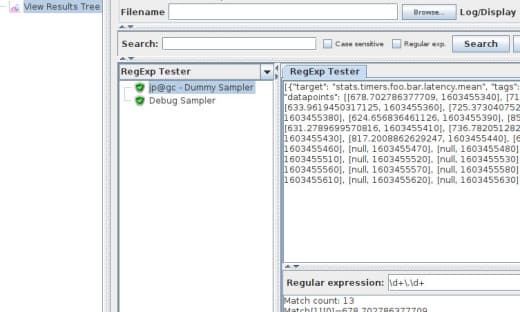 View Results Tree
Filename Browse... Log/Display
Search: Case sensitive Regular exp. Search
RegExp Tester
jp@gc - Dummy Sampler
Debug Sampler
RegExp Tester
[{"target": "stats.timers.foo.bar.latency.mean", "tags":
"datapoints": [[678.702786377709, 1603455340],
[633.9619450317125, 1603455360], [725.373040752
1603455380], [624.656836461126, 1603455390],
[631.2789699570816, 1603455410], [736.782051282
1603455430], [817.2008862629247, 1603455440],
1603455460], [null, 1603455470], [null, 1603455480]
1603455510], [null, 1603455520], [null, 1603455530]
1603455560], [null, 1603455570], [null, 1603455580]
1603455610], [null, 1603455620], [null, 1603455630]
Regular expression: \d+\.\d+
Match count: 13
Match[1][0]=678.702786377709